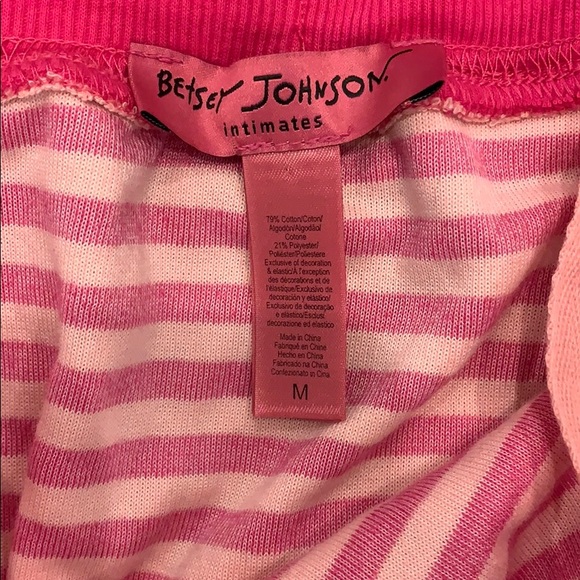 BETSEY JOHNSON.
intimates
79% Cotton/Coton/
Algodón/Algodão/
Cotone
21% Polyester/
Poliéster/Poliestere
Exclusive of decoration
& elastic/À l'exception
des décorations et de
l'élastique/Exclusivo de
decoración y elástico/
Exclusivo de decoração
e elástico/Esclusi
decorazione ed elastico
Made in China
Fabriqué en Chine
Hecho en China
Fabricado na China
Confezionato in Cina
M